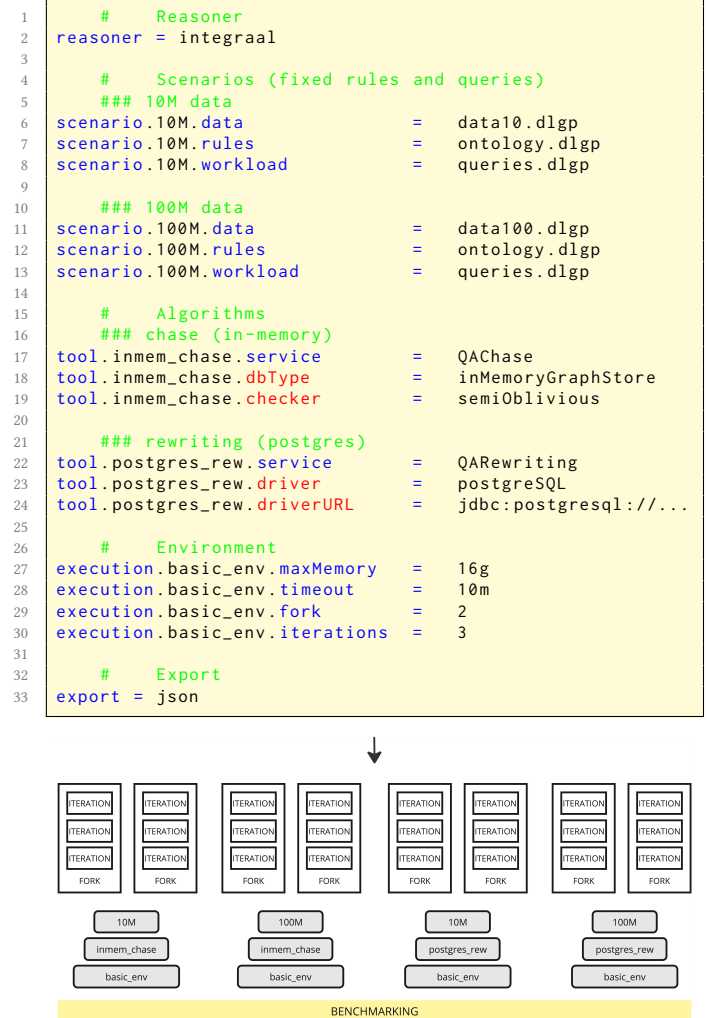 1 # Reasoner
2 reasoner = integraal
3
4 # Scenarios (fixed rules and queries)
5 ### 10M data
6 scenario.10M.data = data10.dlgp
7 scenario.10M.rules = ontology.dlgp
8 scenario.10M.workload = queries.dlgp
9
10 ### 100M data
11 scenario.100M.data = data100.dlgp
12 scenario.100M.rules = ontology.dlgp
13 scenario.100M.workload = queries.dlgp
14
15 # Algorithms
16 ### chase (in-memory)
17 tool.inmem_chase.service = QAChase
18 tool.inmem_chase.dbType = inMemoryGraphStore
19 tool.inmem_chase.checker = semiOblivious
20
21 ### rewriting (postgres)
22 tool.postgres_rew.service = QARewriting
23 tool.postgres_rew.driver = postgreSQL
24 tool.postgres_rew.driverURL = jdbc:postgresql://...
25
26 # Environment
27 execution.basic_env.maxMemory = 16g
28 execution.basic_env.timeout = 10m
29 execution.basic_env.fork = 2
30 execution.basic_env.iterations = 3
31
32 # Export
33 export = json
ITERATION ITERATION ITERATION ITERATION ITERATION ITERATION ITERATION ITERATION
ITERATION ITERATION ITERATION ITERATION ITERATION ITERATION ITERATION ITERATION
ITERATION ITERATION ITERATION ITERATION ITERATION ITERATION ITERATION ITERATION
FORK FORK FORK FORK FORK FORK FORK FORK
10M 100M 10M 100M
inmem_chase inmem_chase postgres_rew postgres_rew
basic_env basic_env basic_env basic_env
BENCHMARKING